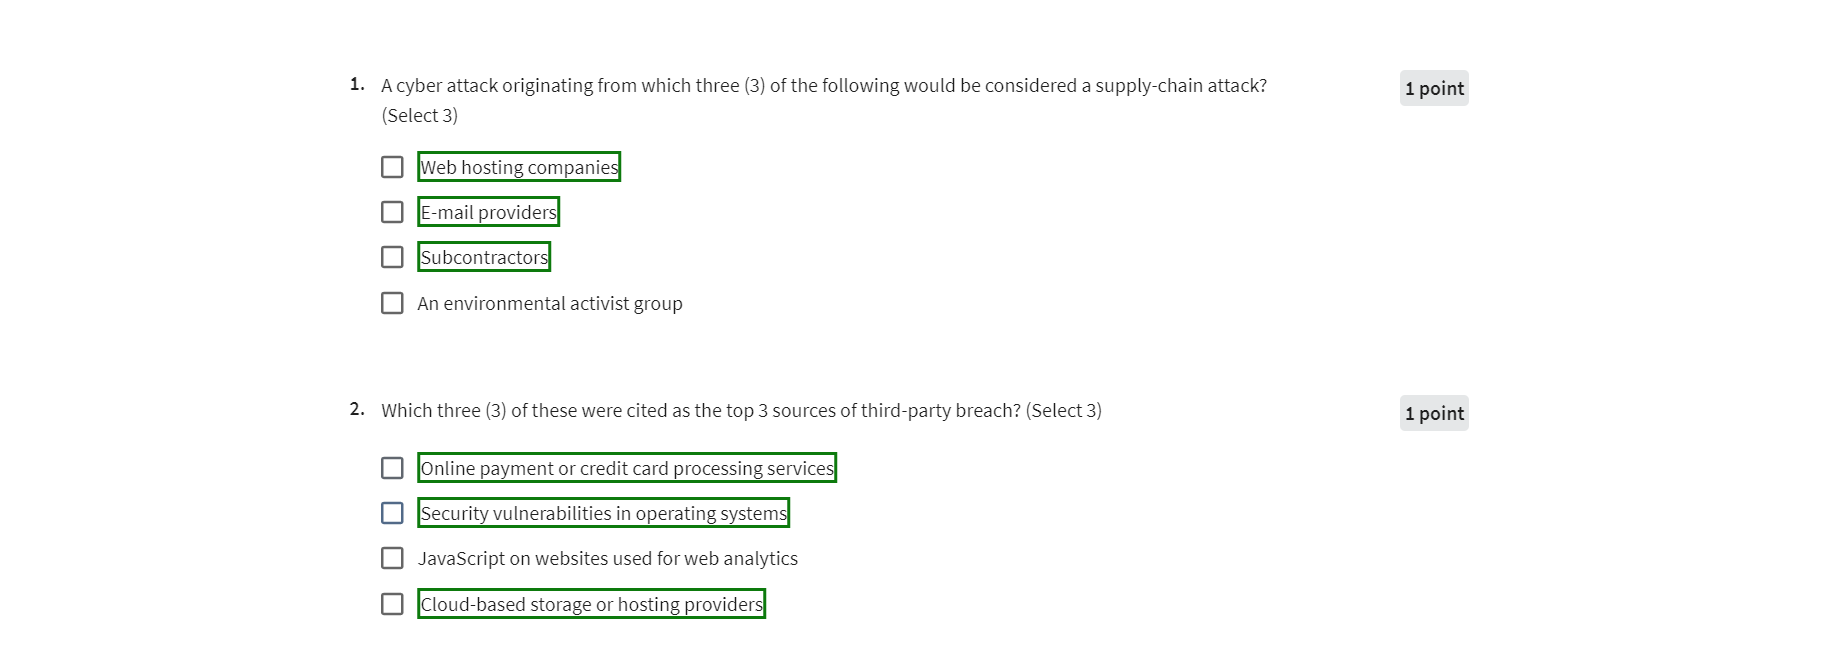 1. A cyber attack originating from which three (3) of the following would be considered a supply-chain attack? 1 point
(Select 3)
Web hosting companies
E-mail providers
Subcontractors
An environmental activist group
2. Which three (3) of these were cited as the top 3 sources of third-party breach? (Select 3) 1 point
Online payment or credit card processing services
Security vulnerabilities in operating systems
JavaScript on websites used for web analytics
Cloud-based storage or hosting providers